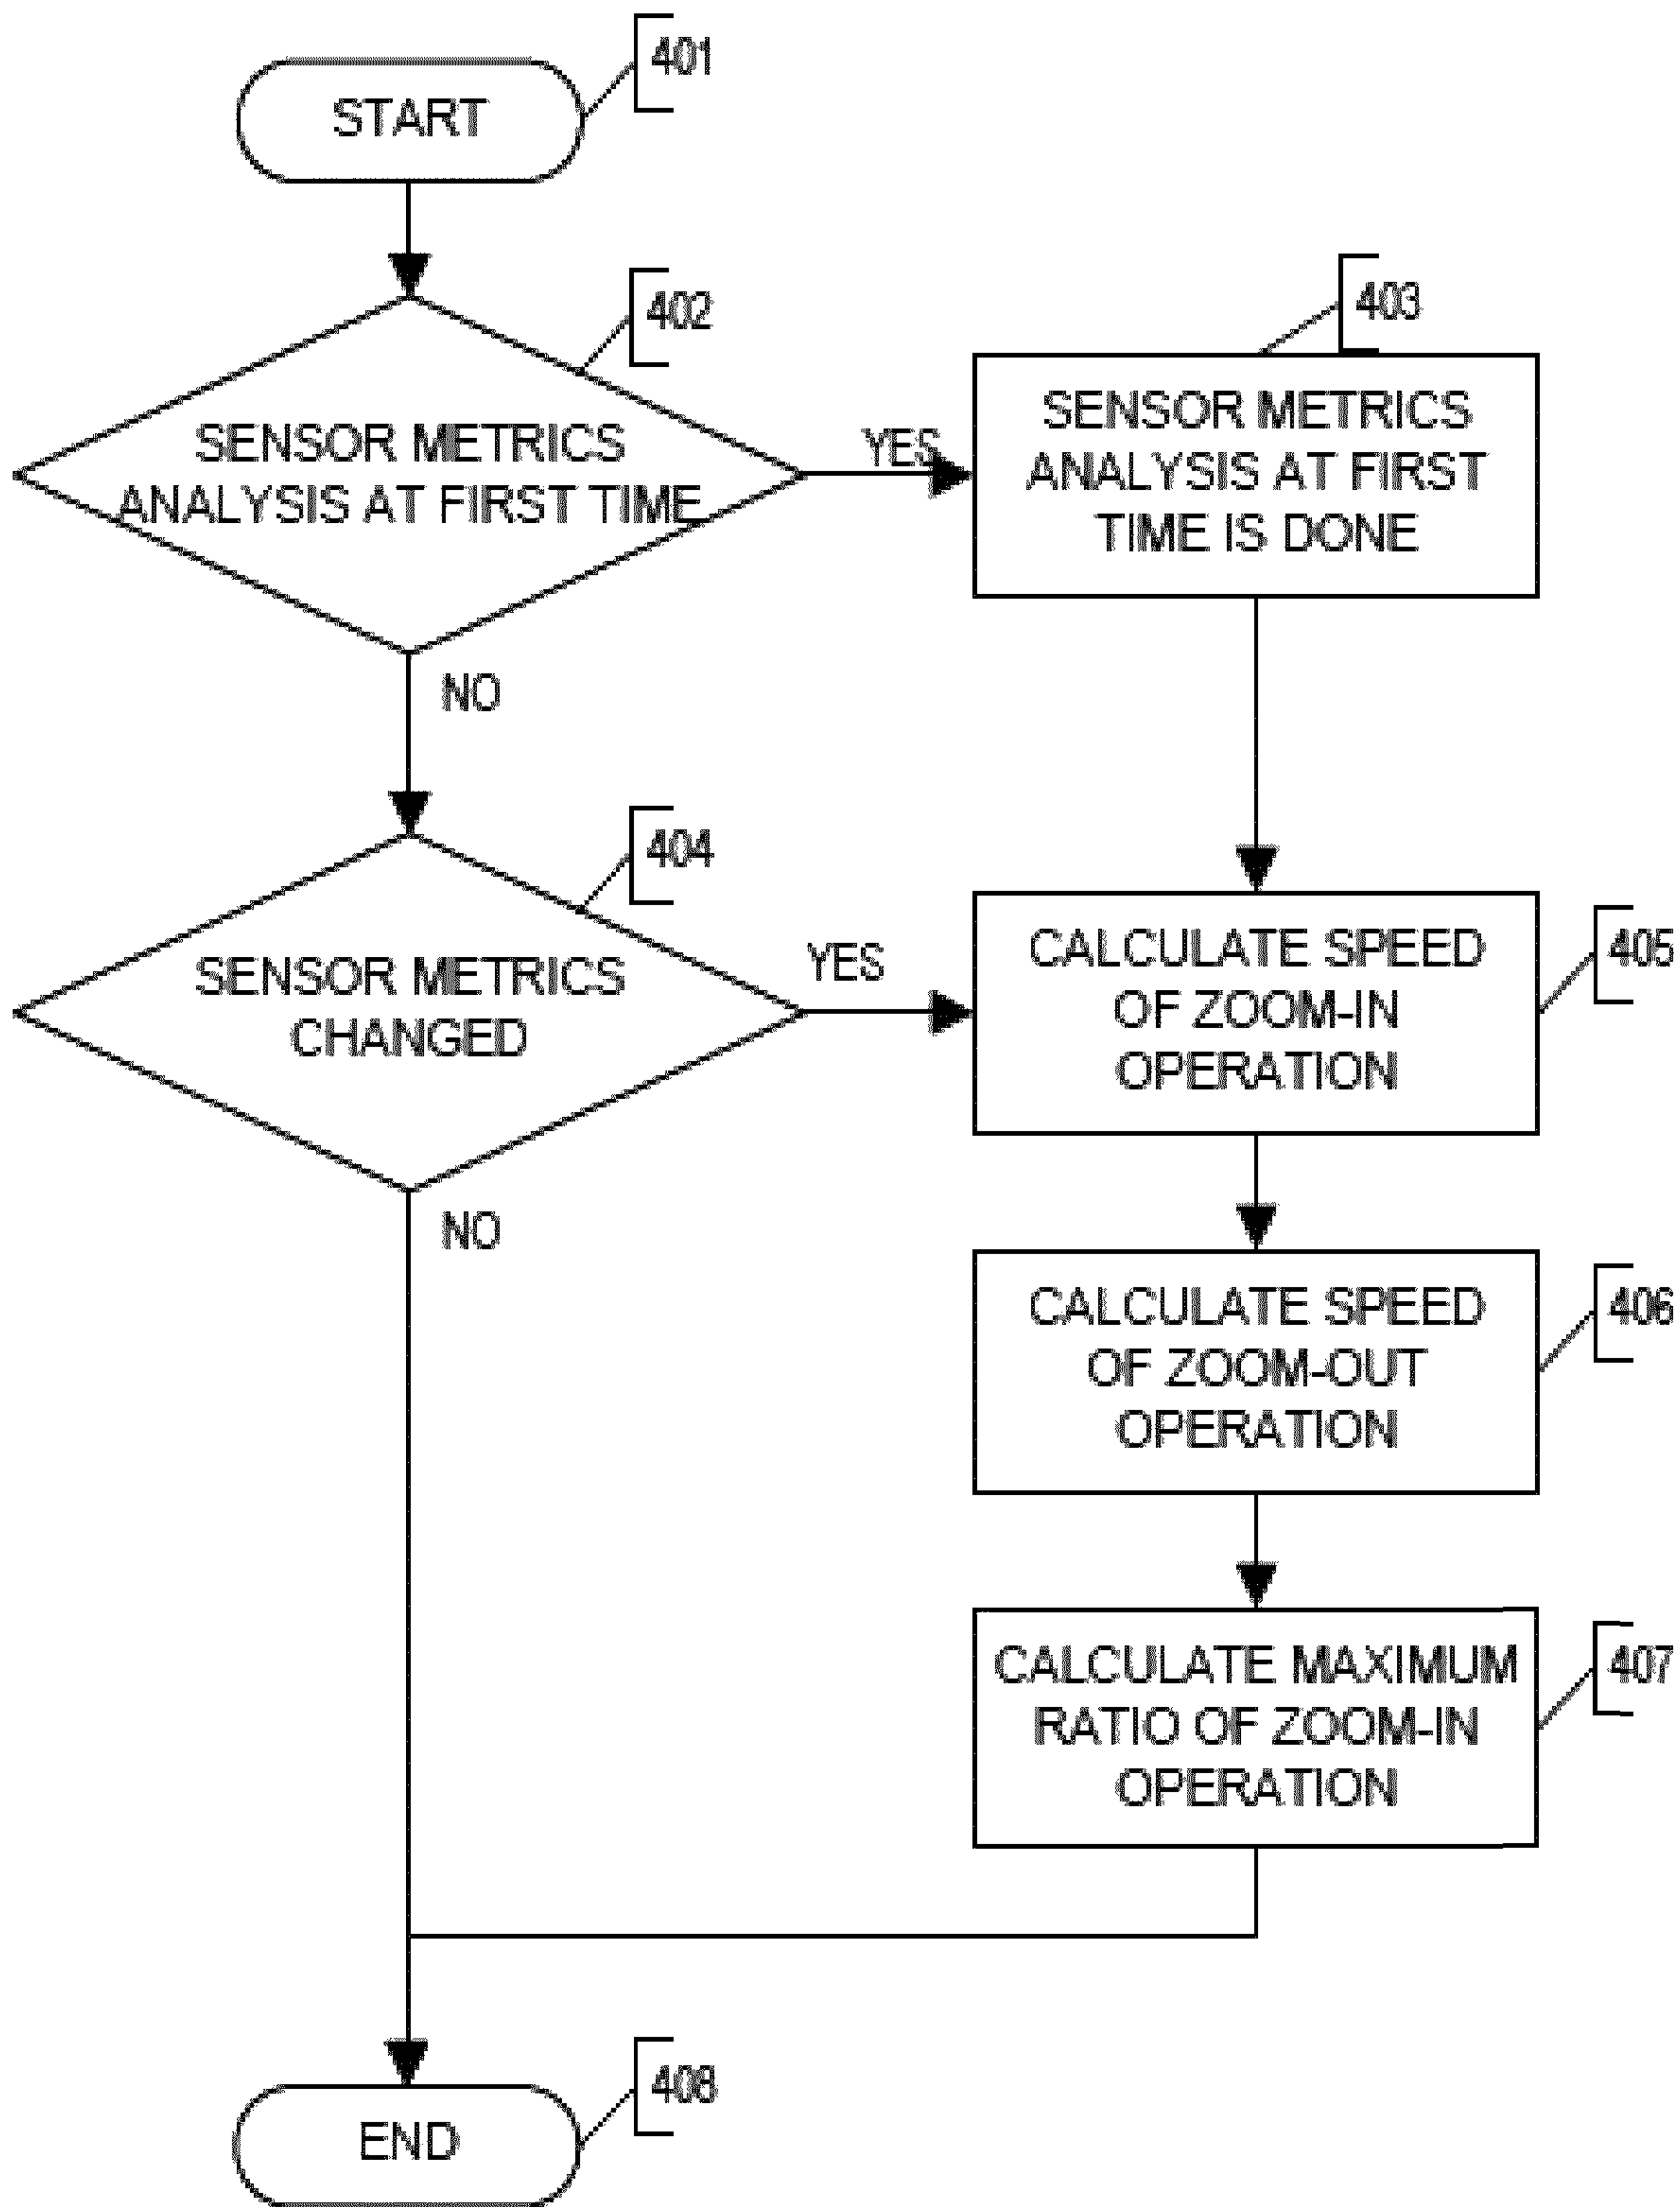 401
START
402
SENSOR METRICS
ANALYSIS AT FIRST TIME
YES
403
SENSOR METRICS
ANALYSIS AT FIRST
TIME IS DONE
NO
404
SENSOR METRICS
CHANGED
YES
405
CALCULATE SPEED
OF ZOOM-IN
OPERATION
NO
406
CALCULATE SPEED
OF ZOOM-OUT
OPERATION
407
CALCULATE MAXIMUM
RATIO OF ZOOM-IN
OPERATION
408
END